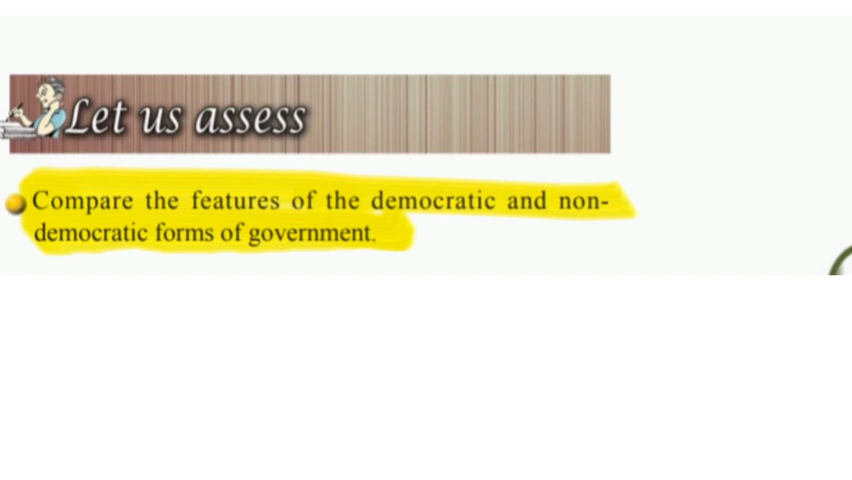 Let us assess
Compare the features of the democratic and non-
democratic forms of government.